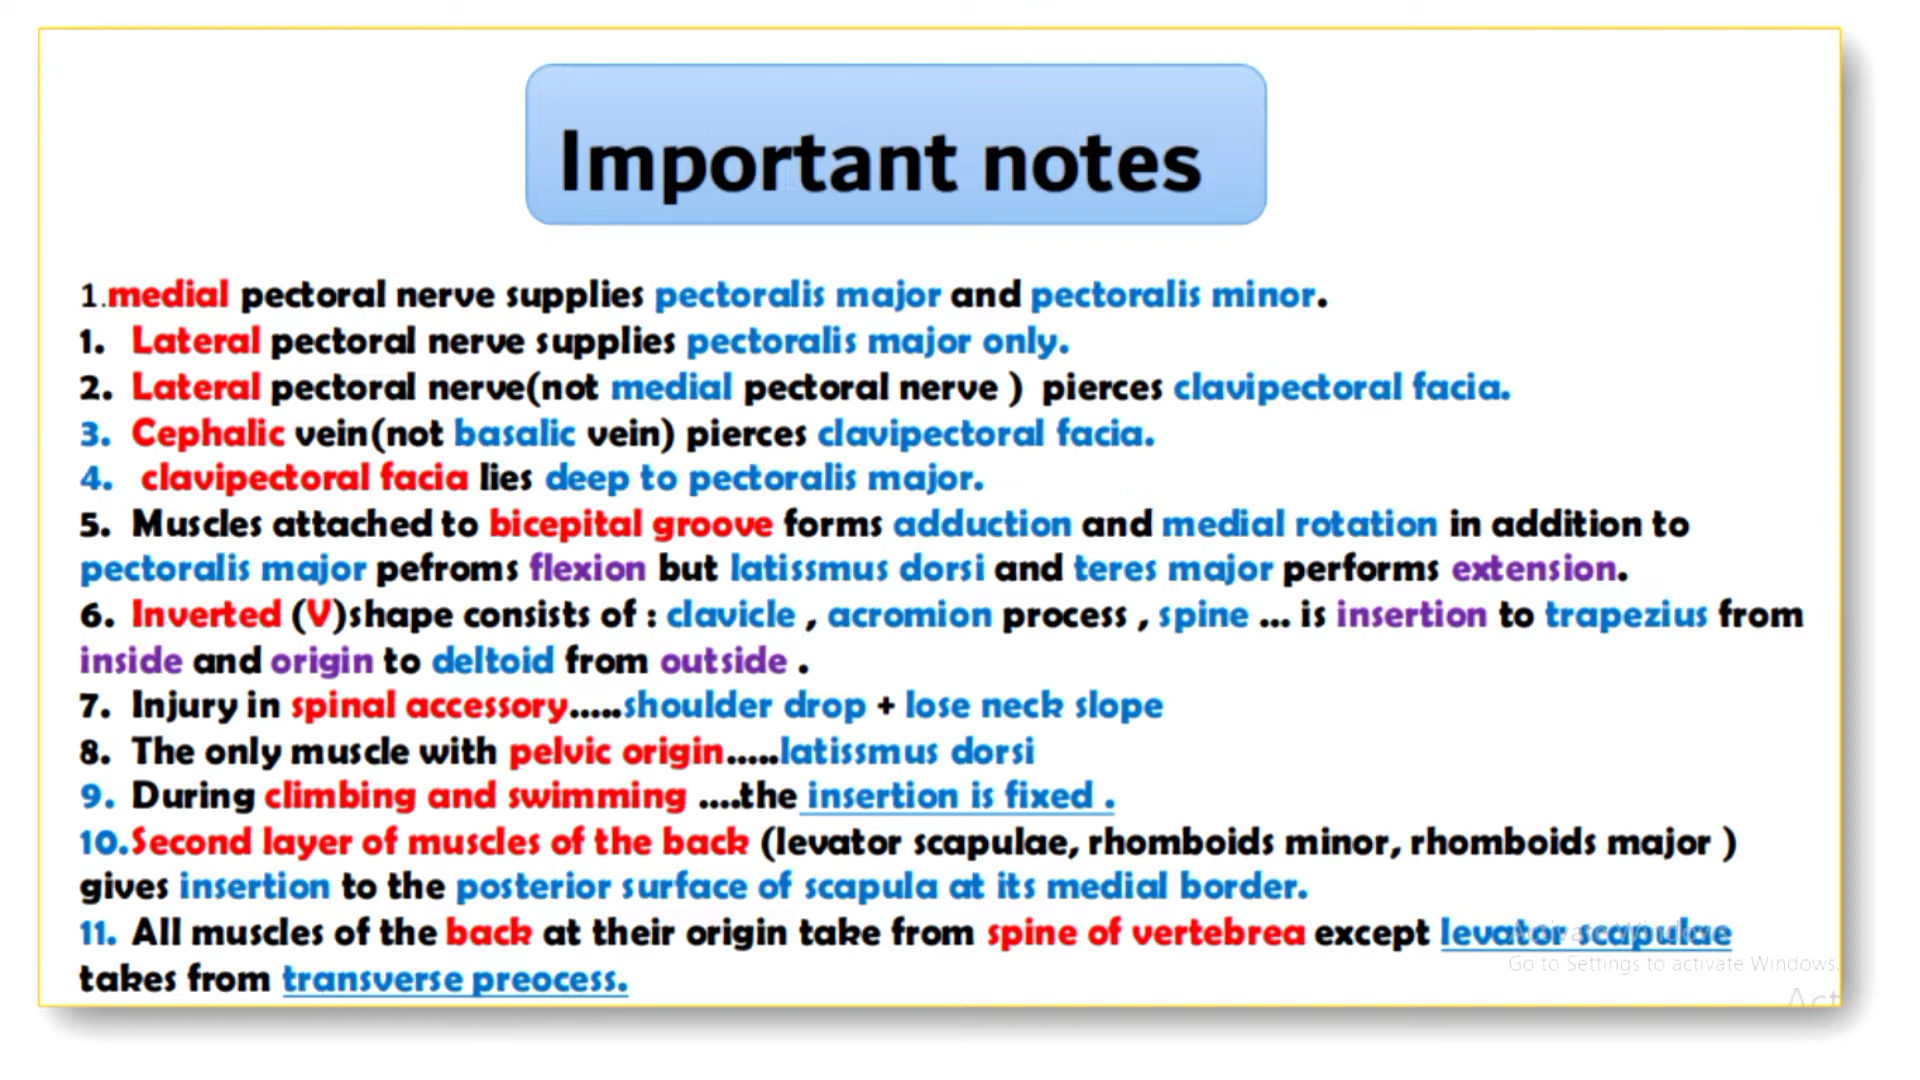 Important notes
1.medial pectoral nerve supplies pectoralis major and pectoralis minor.
1. Lateral pectoral nerve supplies pectoralis major only.
2. Lateral pectoral nerve(not medial pectoral nerve ) pierces clavipectoral facia.
3. Cephalic vein(not basalic vein) pierces clavipectoral facia.
4. clavipectoral facia lies deep to pectoralis major.
5. Muscles attached to bicepital groove forms adduction and medial rotation in addition to
pectoralis major pefroms flexion but latissmus dorsi and teres major performs extension.
6. Inverted (V)shape consists of : clavicle , acromion process , spine ... is insertion to trapezius from
inside and origin to deltoid from outside .
7. Injury in spinal accessory.....shoulder drop + lose neck slope
8. The only muscle with pelvic origin.....latissmus dorsi
9. During climbing and swimming ....the insertion is fixed .
10.Second layer of muscles of the back (levator scapulae, rhomboids minor, rhomboids major )
gives insertion to the posterior surface of scapula at its medial border.
11. All muscles of the back at their origin take from spine of vertebrea except levator scapulae
takes from transverse preocess.
Activate Windows
Go to Settings to activate Windows.
Act